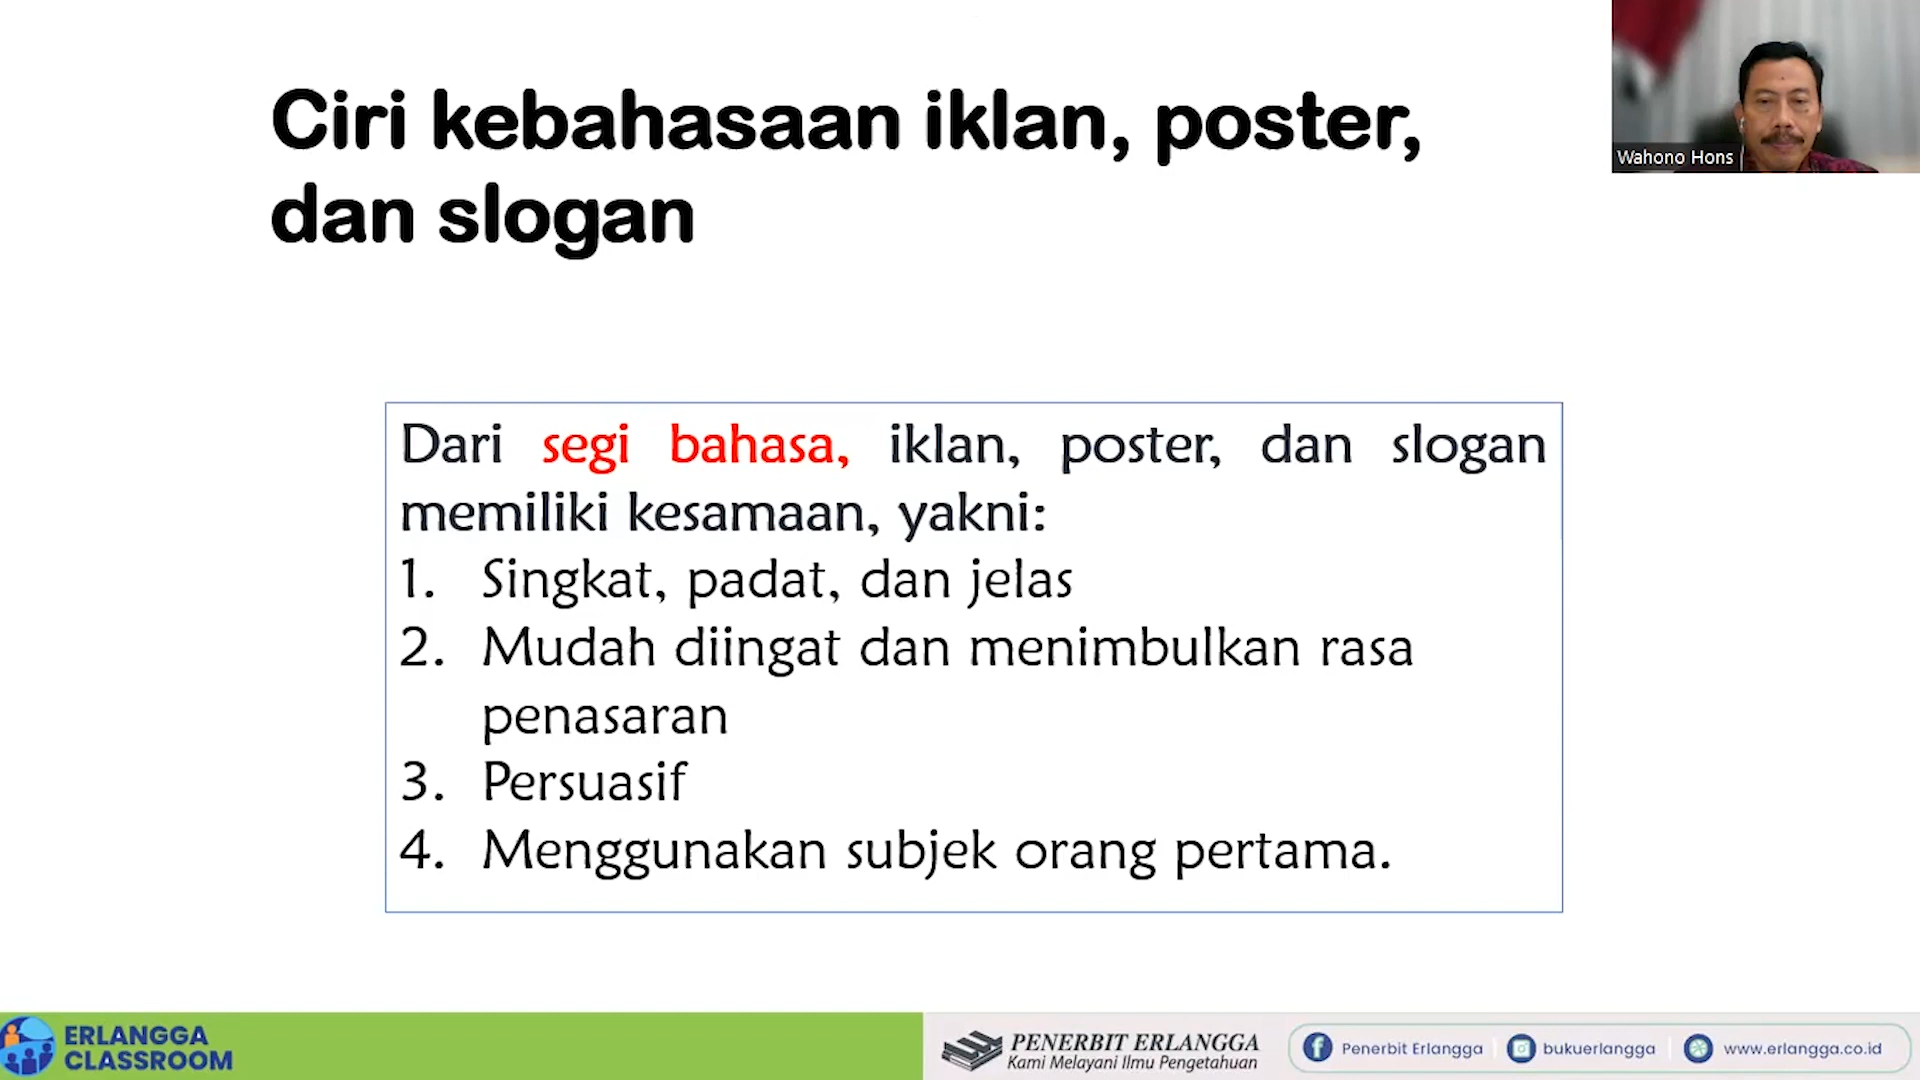 Ciri kebahasaan iklan, poster,
dan slogan
Wahono Hons
Dari segi bahasa, iklan, poster, dan slogan
memiliki kesamaan, yakni:
1. Singkat, padat, dan jelas
2. Mudah diingat dan menimbulkan rasa
penasaran
3. Persuasif
4. Menggunakan subjek orang pertama.
ERLANGGA
CLASSROOM
PENERBIT ERLANGGA
Kami Melayani Ilmu Pengetahuan
Penerbit Erlangga
bukuerlangga
www.erlangga.co.id